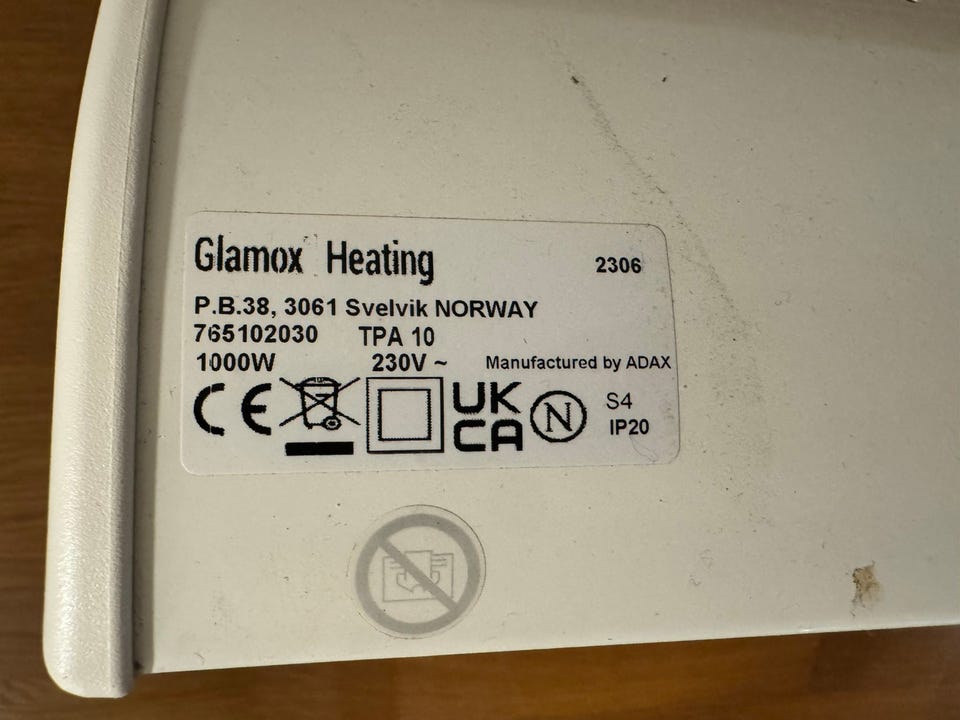 Glamox Heating 2306
P.B.38, 3061 Svelvik NORWAY
765102030 TPA 10
1000W 230V ~ Manufactured by ADAX
CE UK CA N S4
IP20